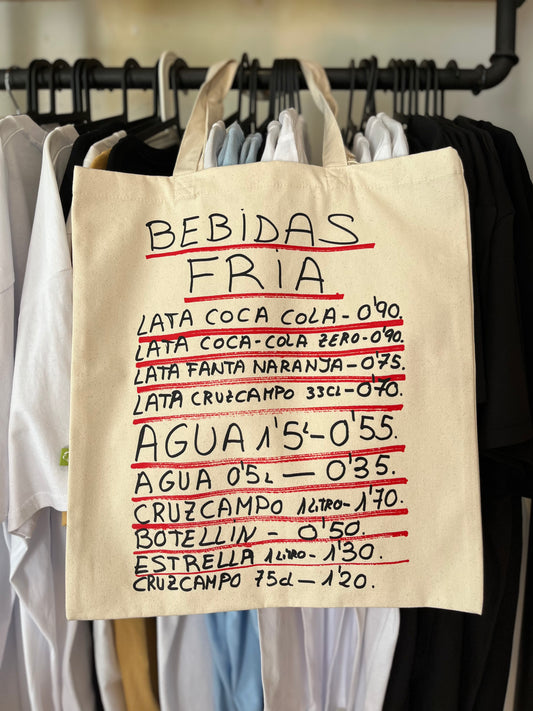 BEBIDAS
FRIA
LATA COCA COLA - 0'90.
LATA COCA-COLA ZERO - 0'90.
LATA FANTA NARANJA - 0'75.
LATA CRUZCAMPO 33CL - 0'70.
AGUA 1'5L - 0'55.
AGUA 0'5L - 0'35.
CRUZCAMPO 1LITRO - 1'70.
BOTELLÍN - 0'50.
ESTRELLA 1LITRO - 1'30.
CRUZCAMPO 75cl - 1'20.